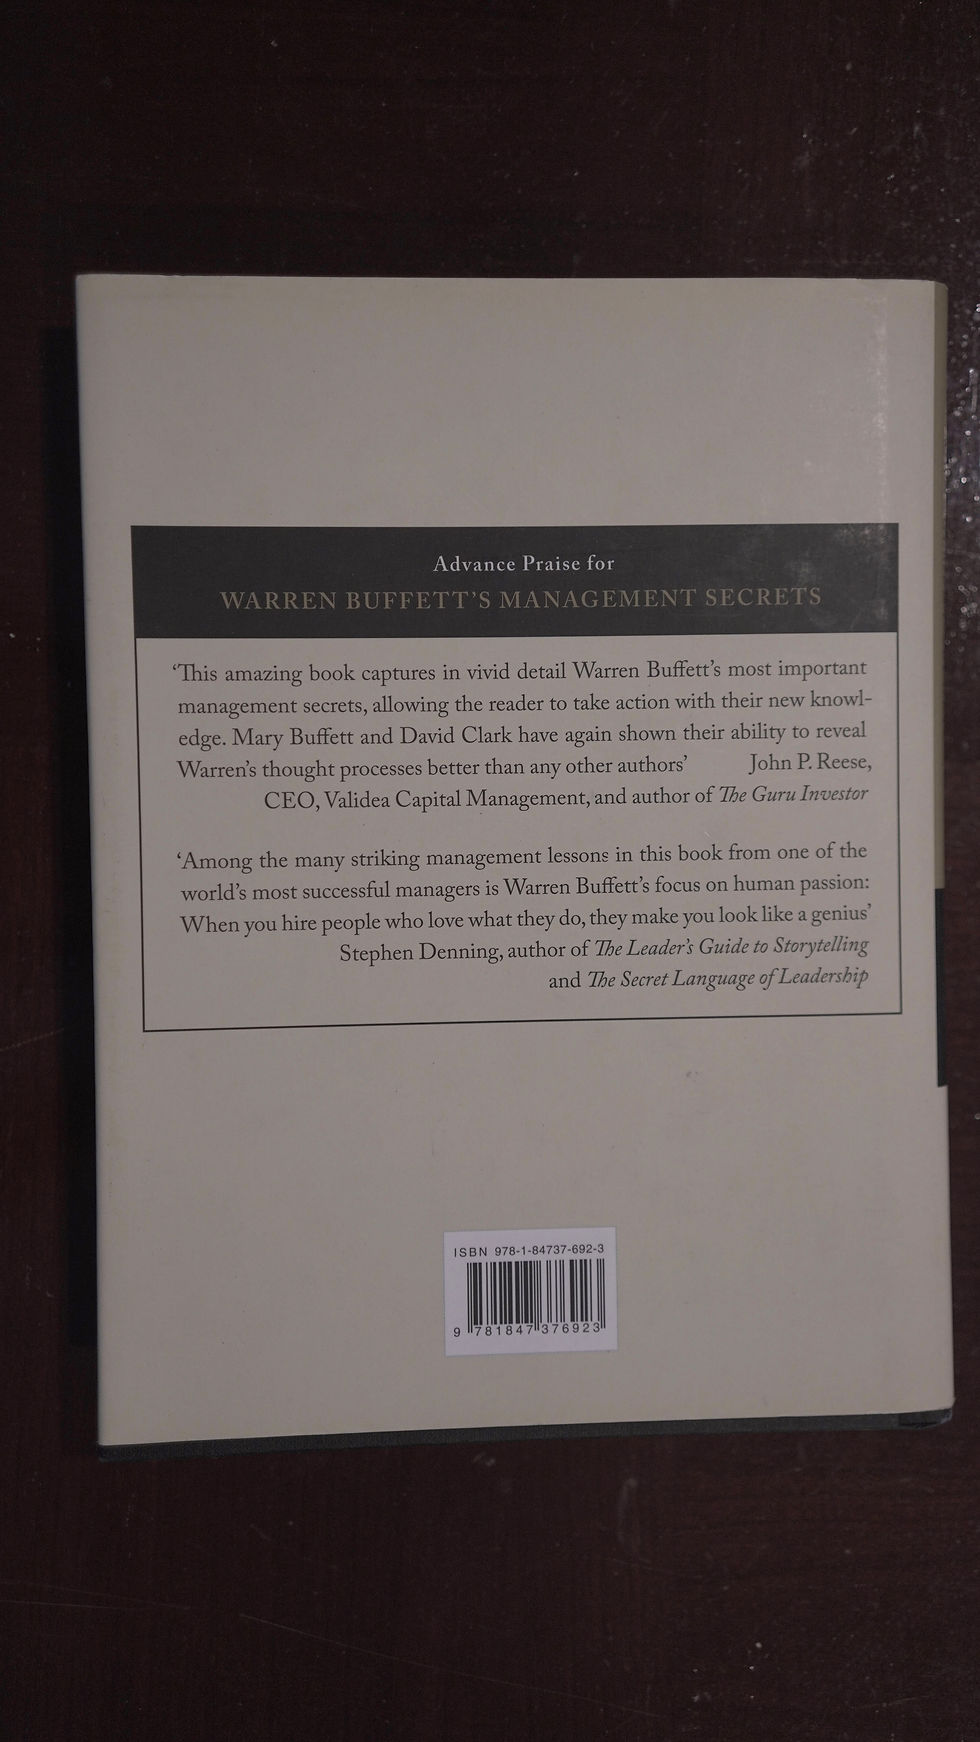 Advance Praise for
WARREN BUFFETT'S MANAGEMENT SECRETS
‘This amazing book captures in vivid detail Warren Buffett’s most important
management secrets, allowing the reader to take action with their new knowl-
edge. Mary Buffett and David Clark have again shown their ability to reveal
Warren’s thought processes better than any other authors’ John P. Reese,
CEO, Validea Capital Management, and author of The Guru Investor
‘Among the many striking management lessons in this book from one of the
world’s most successful managers is Warren Buffett’s focus on human passion:
When you hire people who love what they do, they make you look like a genius’
Stephen Denning, author of The Leader’s Guide to Storytelling
and The Secret Language of Leadership
ISBN 978-1-84737-692-3
9 781847 376923